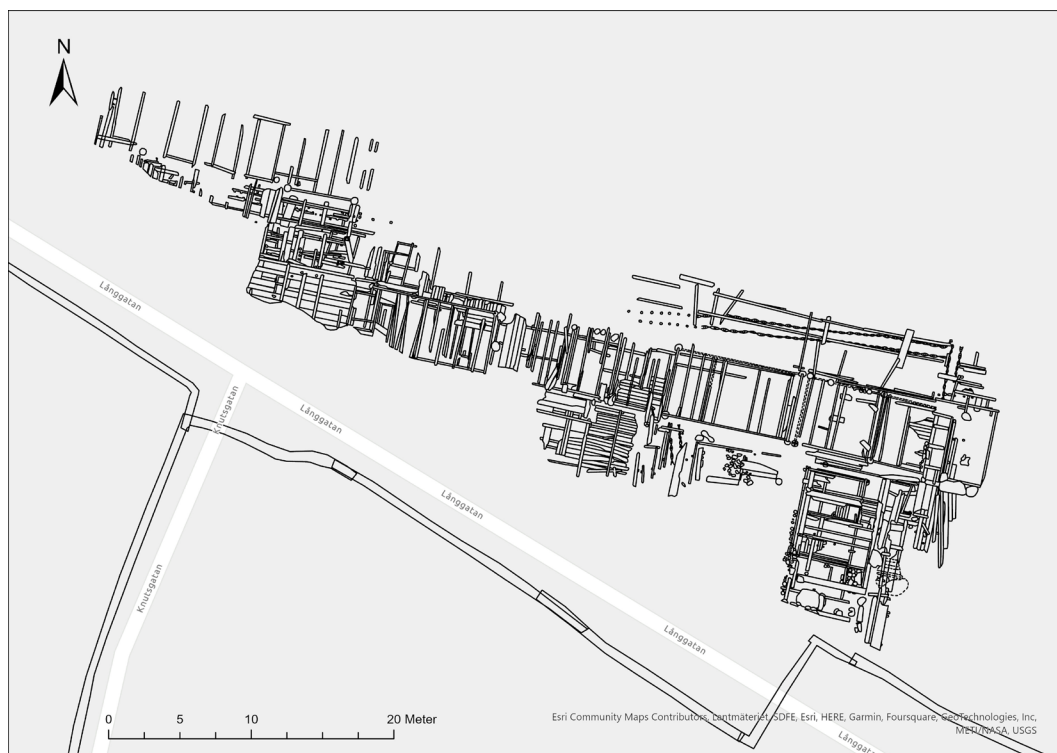 N
Långgatan
Knutsgatan
Långgatan
Långgatan
Knutsgatan
Långgatan
0 5 10 20 Meter
Esri Community Maps Contributors, Lantmäteriet, SDFE, Esri, HERE, Garmin, Foursquare, GeoTechnologies, Inc,
METI/NASA, USGS
Långgatan